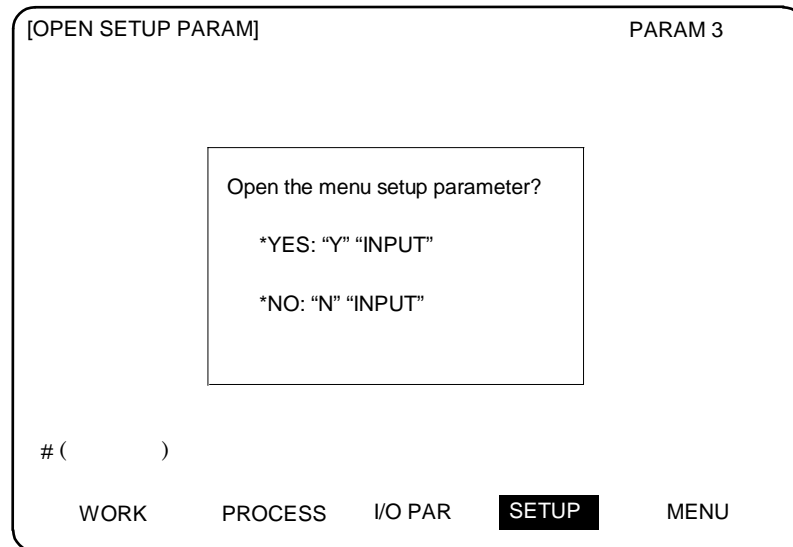 [OPEN SETUP PARAM] PARAM 3
Open the menu setup parameter?
*YES: “Y” “INPUT”
*NO: “N” “INPUT”
# ( )
WORK PROCESS I/O PAR SETUP MENU